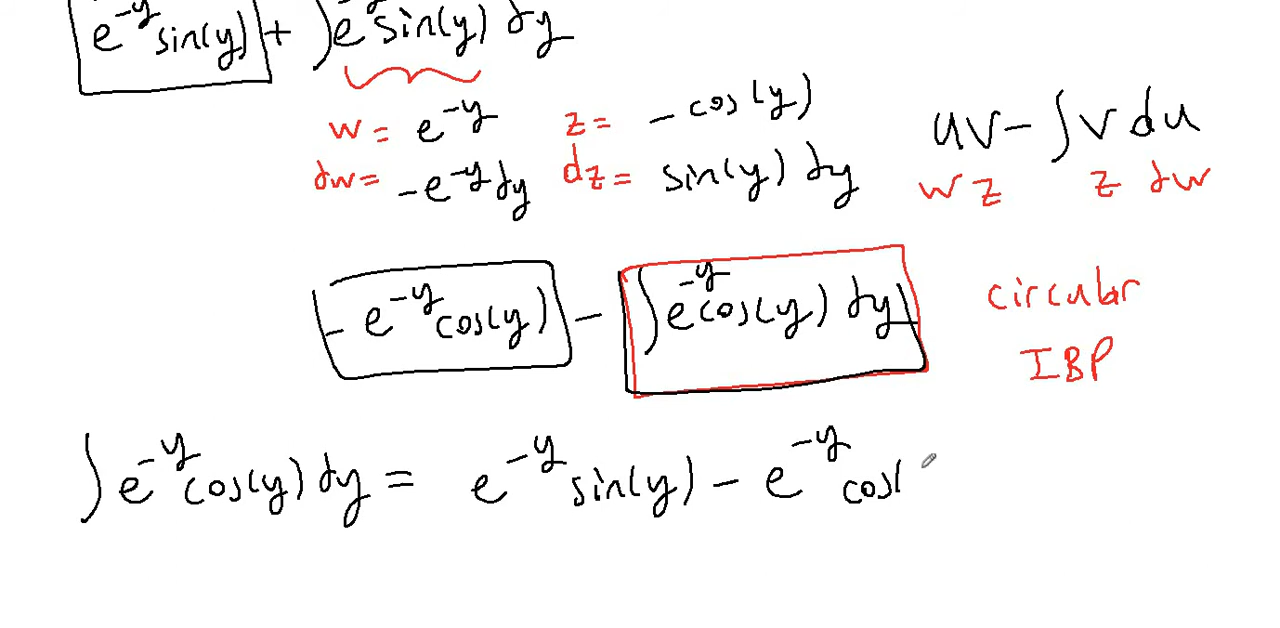 e^-y sin(y) + ∫e^-y sin(y) dy
w = e^-y z = - cos(y)
uv - ∫v du
dw = -e^-y dy dz = sin(y) dy
w z z dw
- e^-y cos(y) - ∫e^-y cos(y) dy
circular
IBP
∫e^-y cos(y) dy = e^-y sin(y) - e^-y cos(